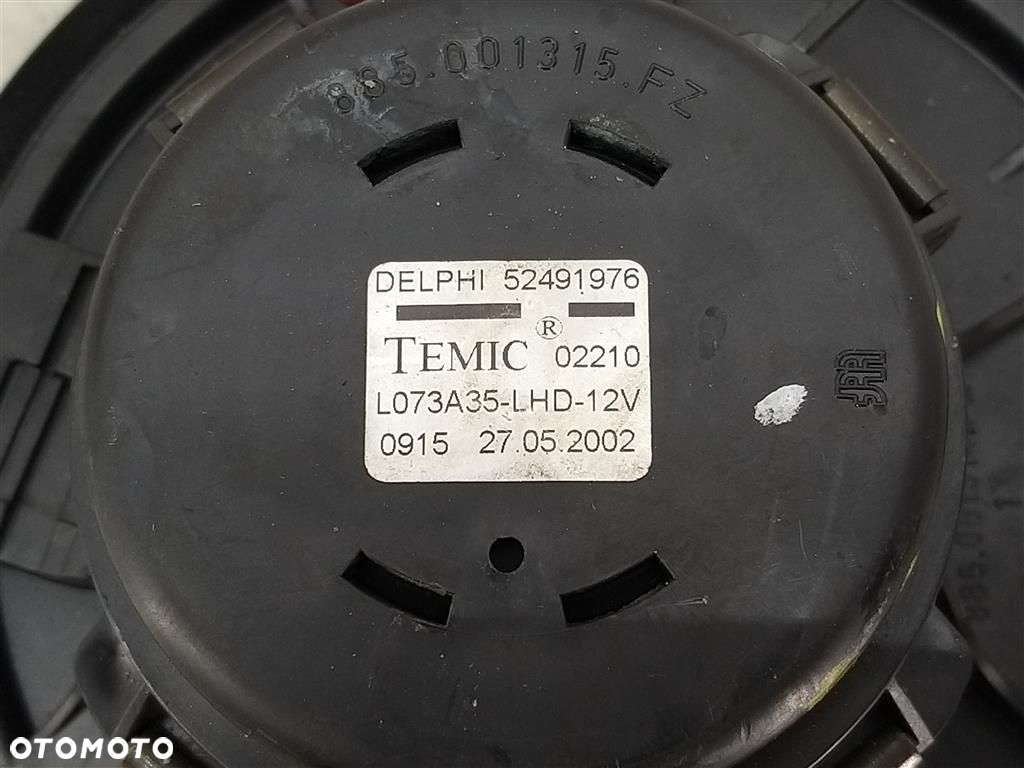 885.001315.FZ
DELPHI 52491976
TEMIC ® 02210
L073A35-LHD-12V
0915 27.05.2002
OTOMOTO